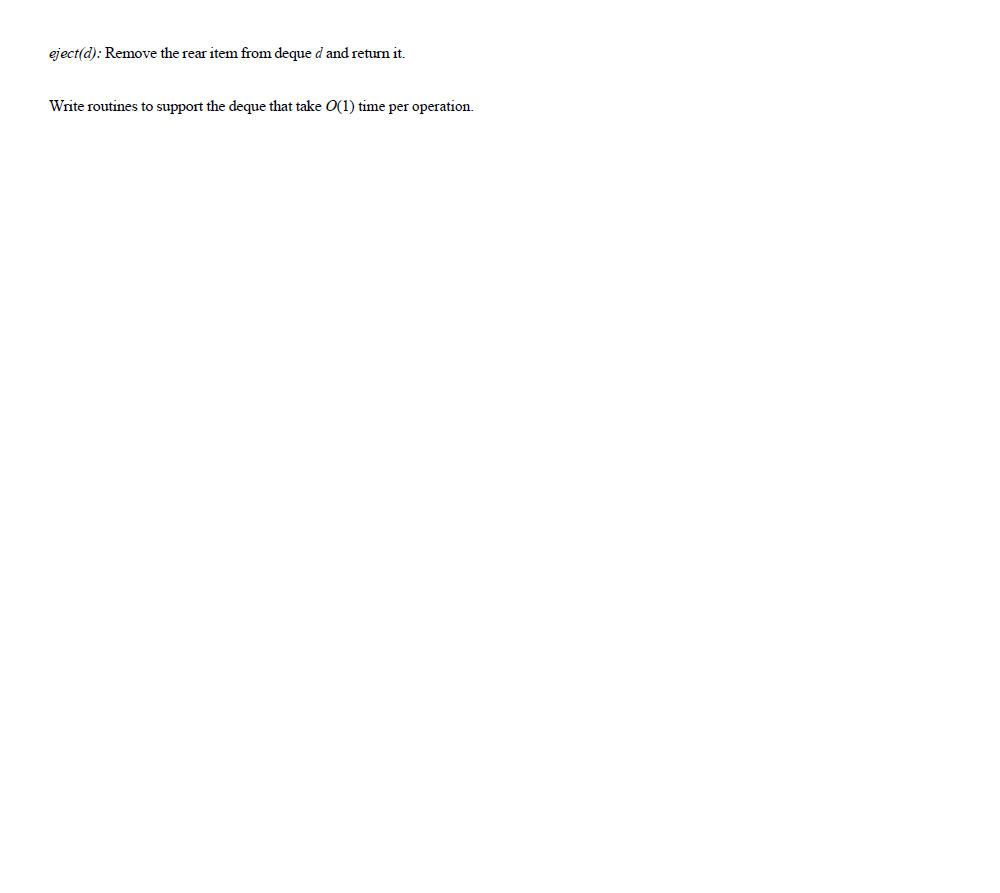 eject(d): Remove the rear item from deque d and return it.
Write routines to support the deque that take O(1) time per operation.